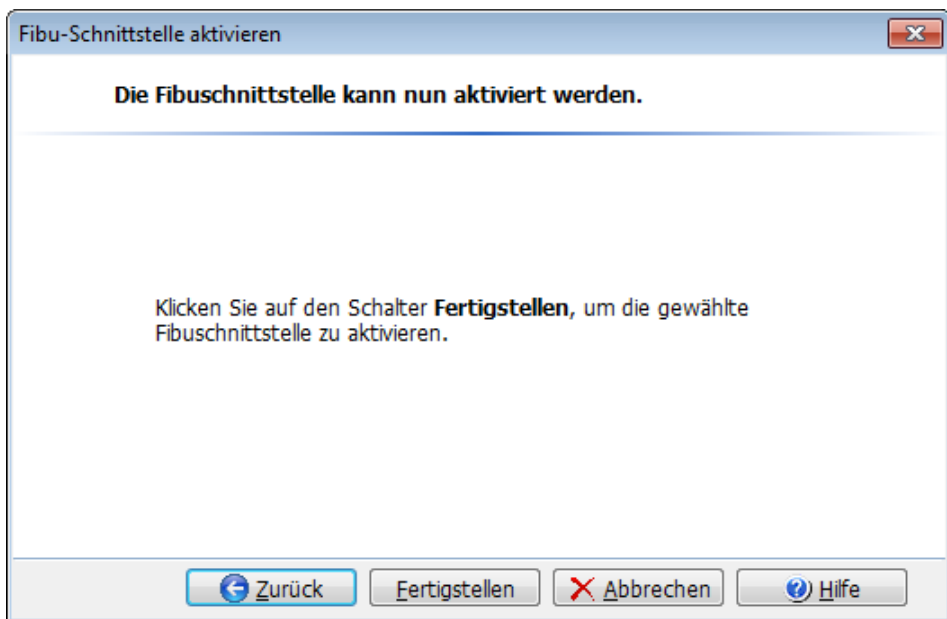 Fibu-Schnittstelle aktivieren
Die Fibuschnittstelle kann nun aktiviert werden.
Klicken Sie auf den Schalter Fertigstellen, um die gewählte
Fibuschnittstelle zu aktivieren.
Zurück Fertigstellen Abbrechen Hilfe